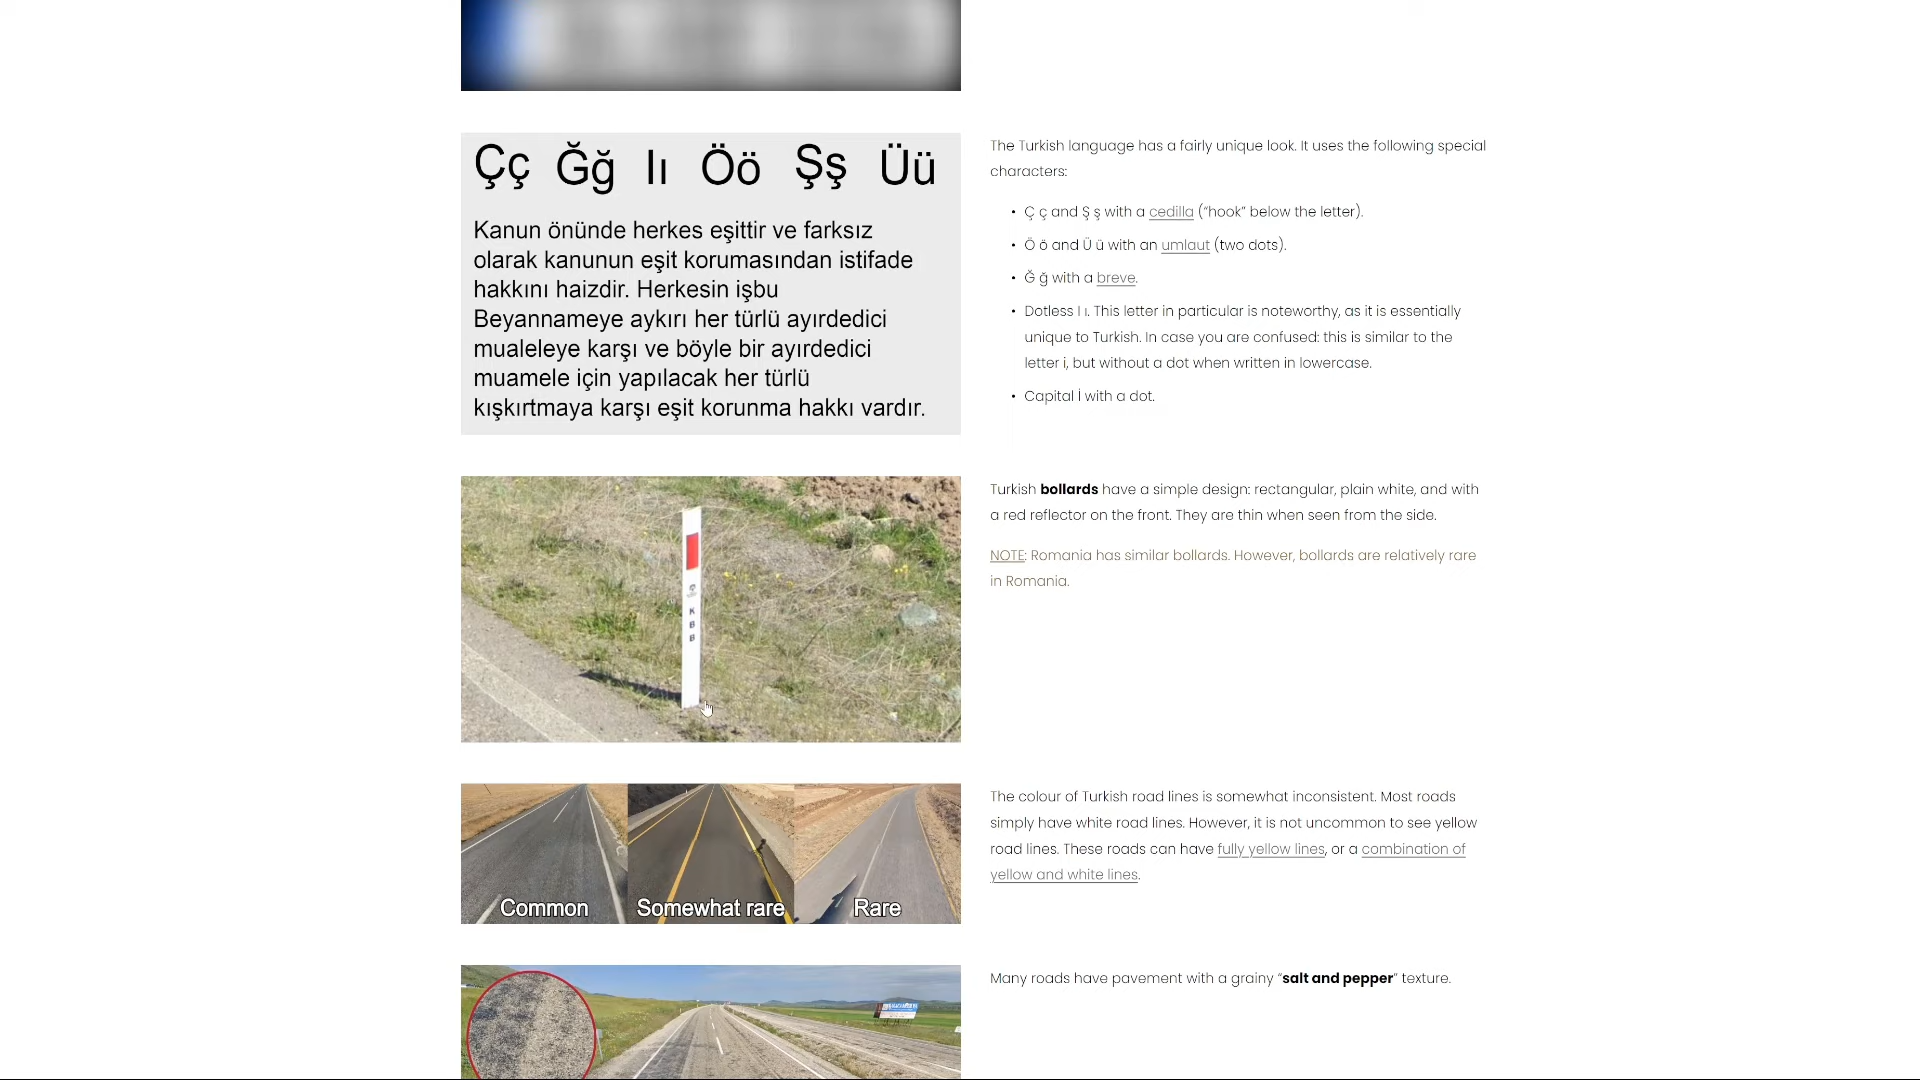 Çç Ğğ Iı Öö Şş Üü
Kanun önünde herkes eşittir ve farksız
olarak kanunun eşit korumasından istifade
hakkını haizdir. Herkesin işbu
Beyannameye aykırı her türlü ayırdedici
mualeleye karşı ve böyle bir ayırdedici
muamele için yapılacak her türlü
kışkırtmaya karşı eşit korunma hakkı vardır.
The Turkish language has a fairly unique look. It uses the following special
characters:
• Ç ç and Ş ş with a cedilla (“hook” below the letter).
• Ö ö and Ü ü with an umlaut (two dots).
• Ğ ğ with a breve.
• Dotless I ı. This letter in particular is noteworthy, as it is essentially
unique to Turkish. In case you are confused: this is similar to the
letter i, but without a dot when written in lowercase.
• Capital İ with a dot.
KBB
Turkish bollards have a simple design: rectangular, plain white, and with
a red reflector on the front. They are thin when seen from the side.
NOTE: Romania has similar bollards. However, bollards are relatively rare
in Romania.
Common Somewhat rare Rare
The colour of Turkish road lines is somewhat inconsistent. Most roads
simply have white road lines. However, it is not uncommon to see yellow
road lines. These roads can have fully yellow lines, or a combination of
yellow and white lines.
Many roads have pavement with a grainy “salt and pepper” texture.